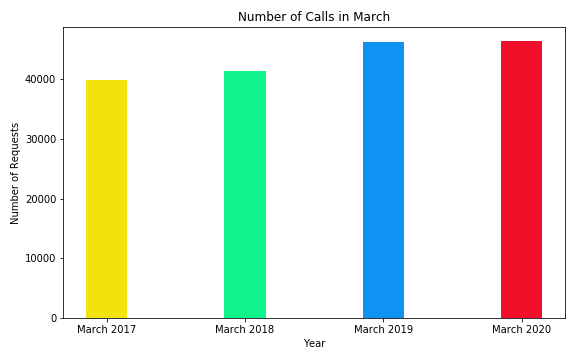 Number of Calls in March
Number of Requests
40000
30000
20000
10000
0
March 2017 March 2018 March 2019 March 2020
Year